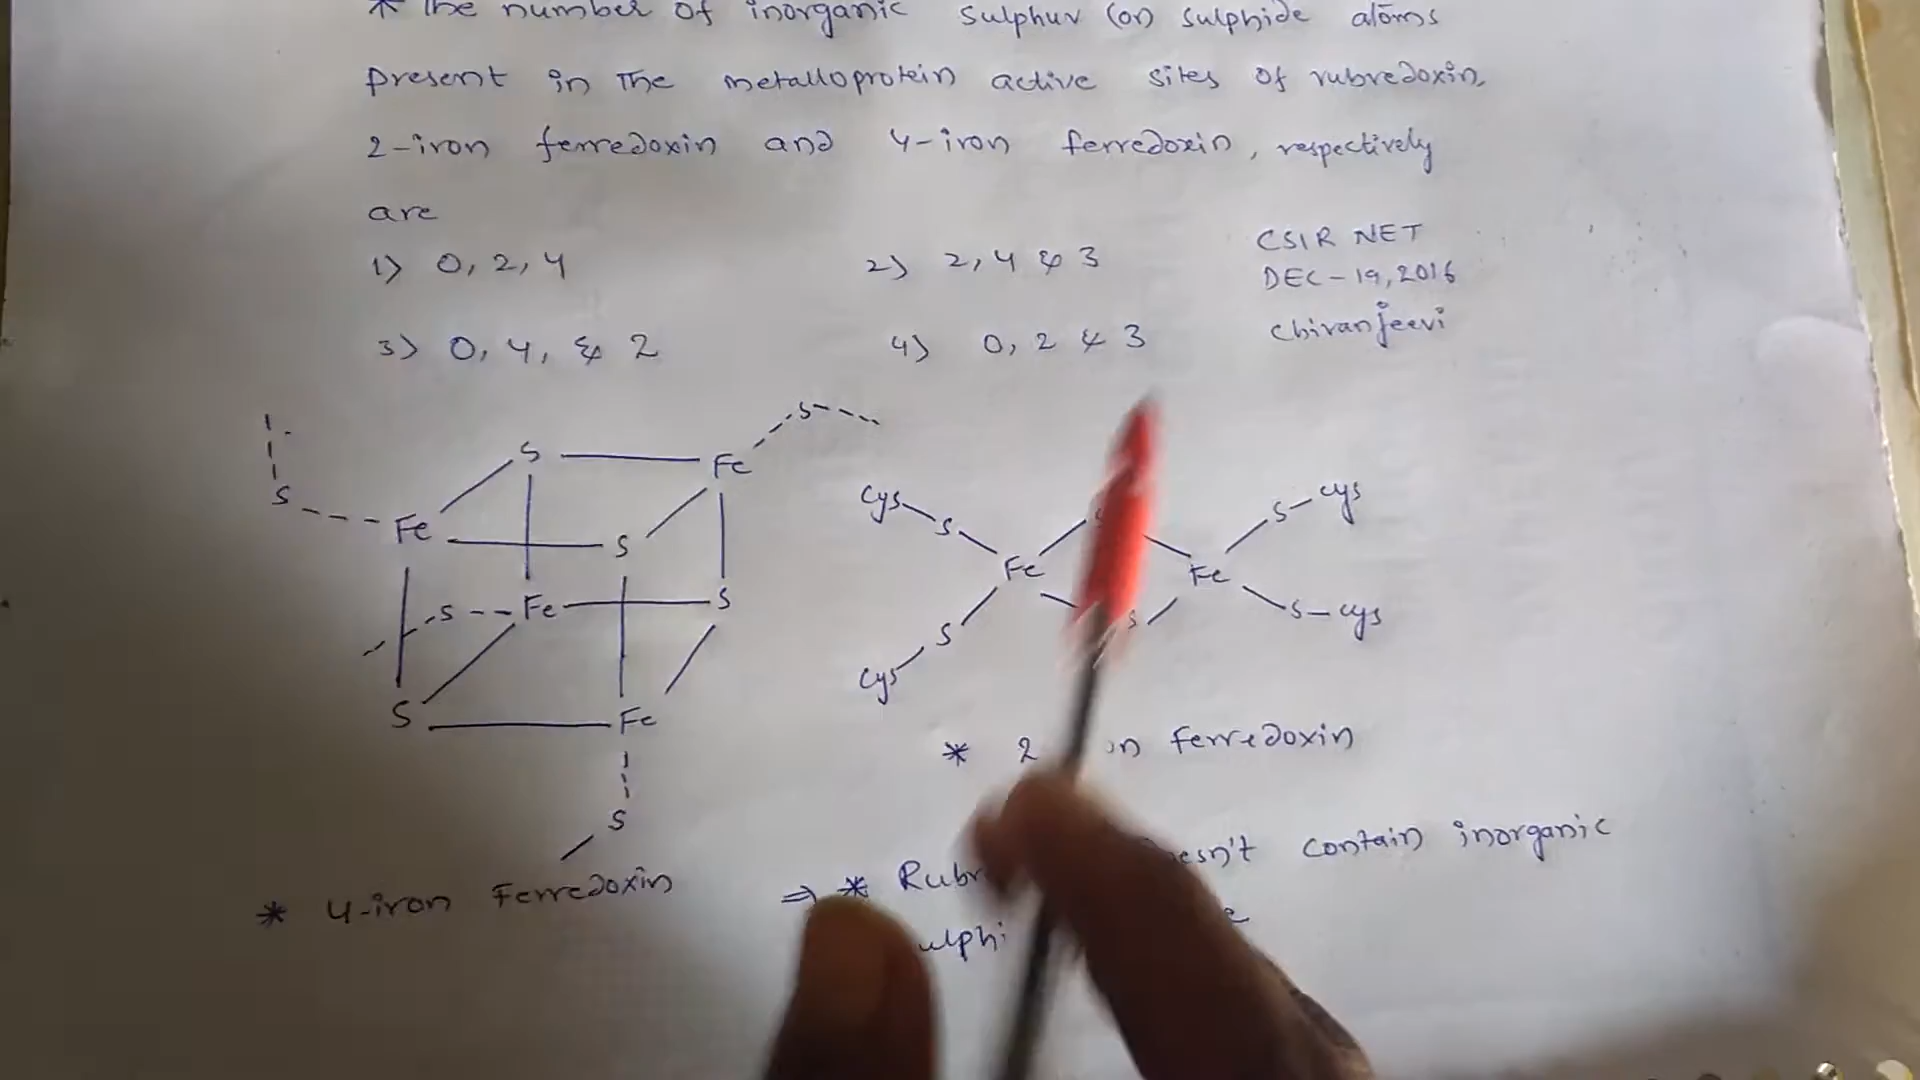 * The number of inorganic sulphur (or) sulphide atoms
present in The metalloprotein active sites of rubredoxin,
2-iron ferredoxin and 4-iron ferredoxin, respectively
are
1) 0, 2, 4
2) 2, 4 & 3
3) 0, 4, & 2
4) 0, 2 & 3
CSIR NET
DEC-19, 2016
Chiranjeevi
S
S Fe
S
Fe
S
S Fe S
S Fe
S
* 4-iron Ferredoxin
Cys S S cys
Fe Fe
S S S-cys
Cys
* 2 ferredoxin
⇒ * contain inorganic